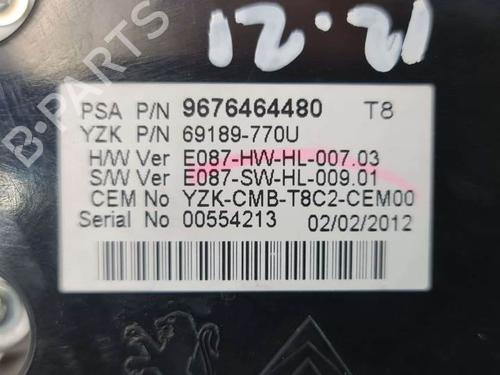 12.21
B-PARTS
PSA P/N 9676464480 T8
YZK P/N 69189-770U
H/W Ver E087-HW-HL-007.03
S/W Ver E087-SW-HL-009.01
CEM No YZK-CMB-T8C2-CEM00
Serial No 00554213 02/02/2012